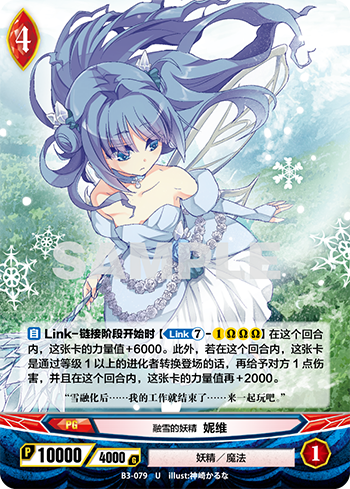 4
SAMPLE
自 Link-链接阶段开始时【Link 7-1ΩΩΩ】在这个回合
内，这张卡的力量值+6000。此外，若在这个回合内，这张卡
是通过等级1以上的进化者转换登场的话，再给予对方1点伤
害，并且在这个回合内，这张卡的力量值再+2000。
“雪融化后……我的工作就结束了……来一起玩吧。”
PG
融雪的妖精 妮维
P 10000 / 4000 G
妖精／魔法
1
B3-079 U illust:神崎かるな